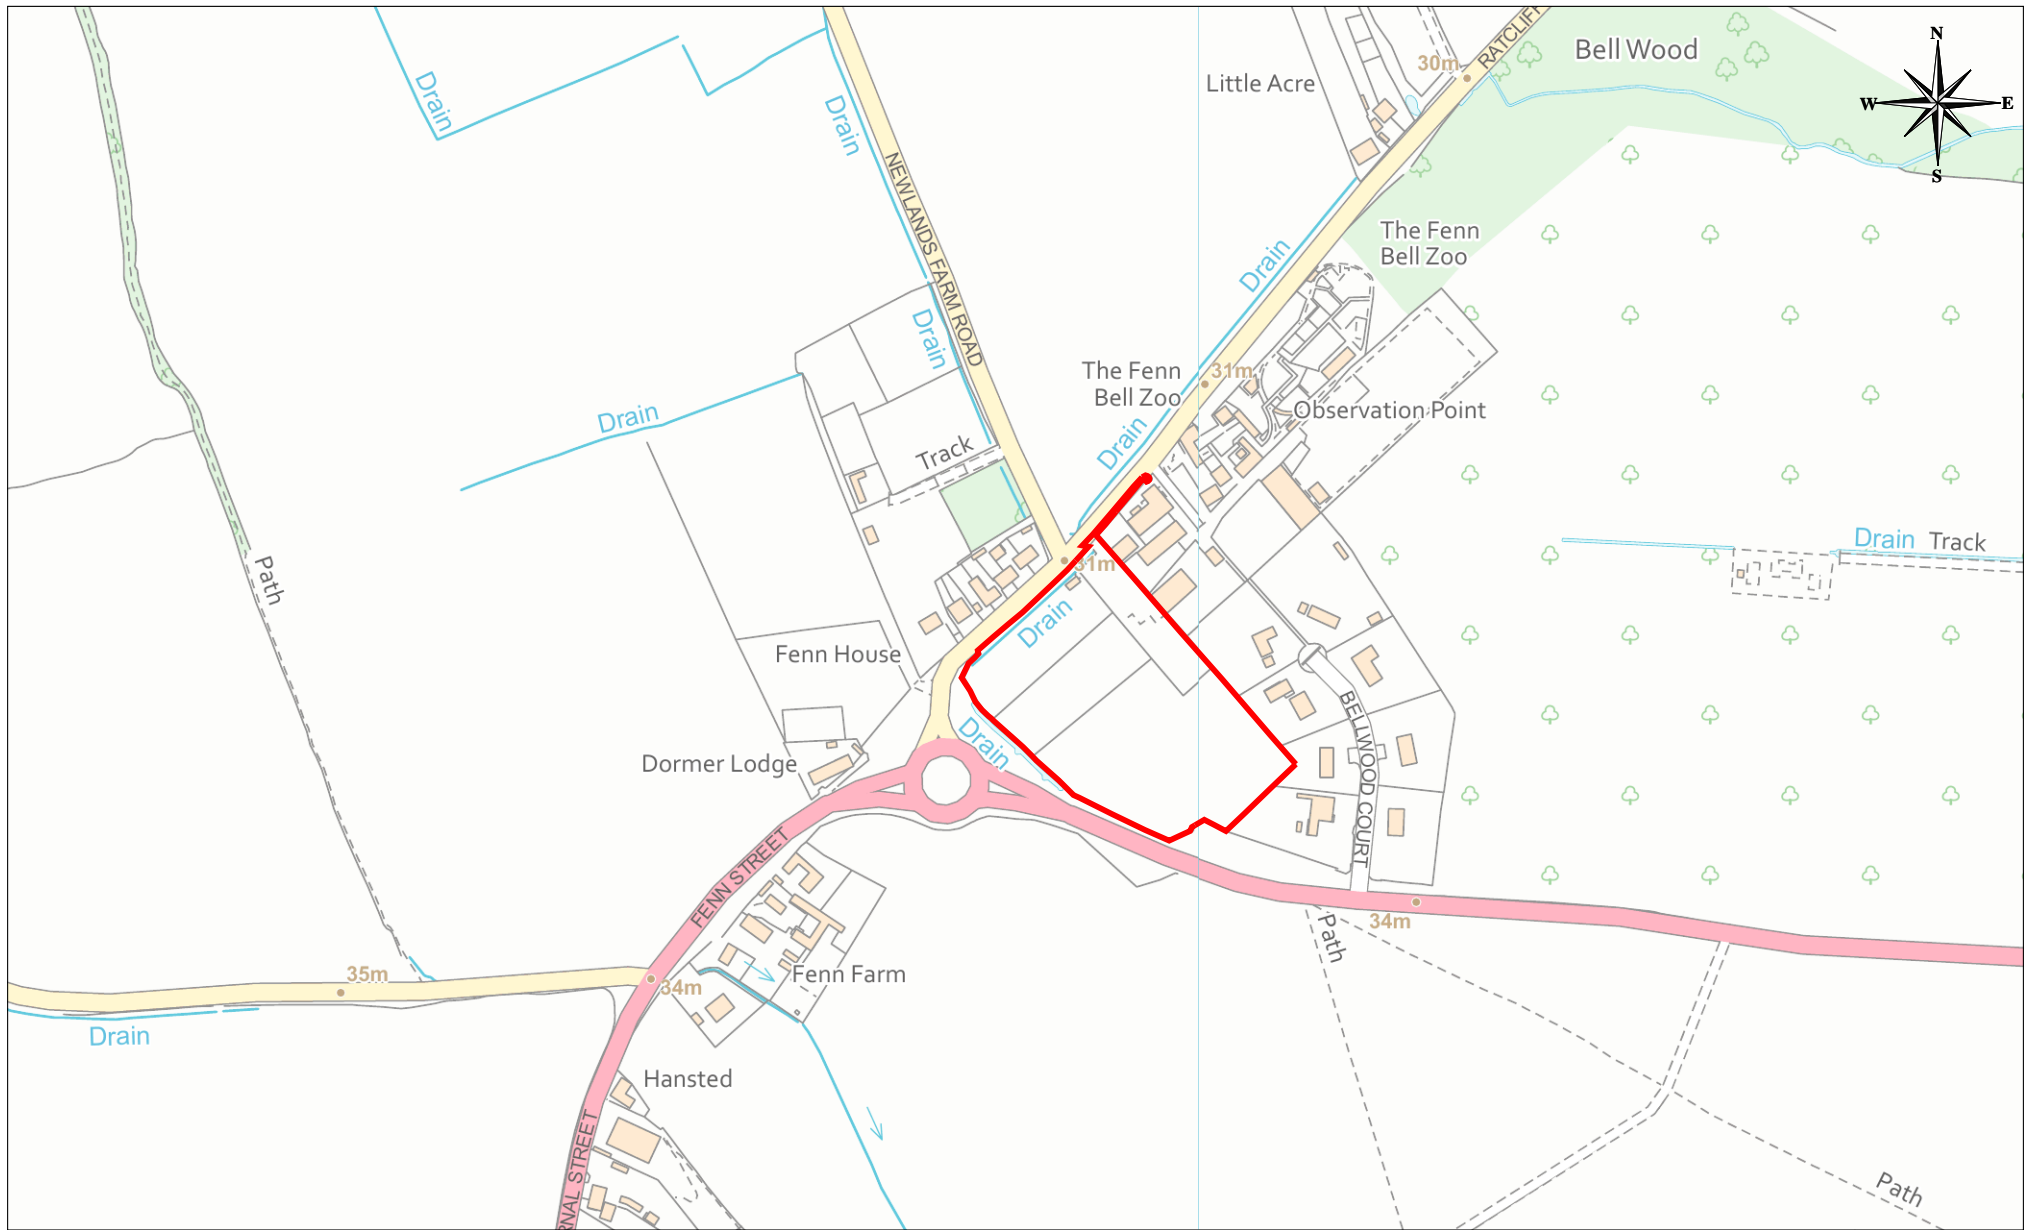 RATCLIFF
N
Bell Wood
30m
Little Acre
W
E
Drain
Drain
S
NEWLANDS FARM ROAD
The Fenn
Bell Zoo
Drain
Drain
The Fenn
Bell Zoo
31m
Drain
Observation Point
Drain
Track
Drain
Track
31m
Path
Drain
Fenn House
BELLWOOD COURT
Drain
Dormer Lodge
FENN STREET
34m
Path
35m
34m
Fenn Farm
Drain
Hansted
RNAL STREET
Path